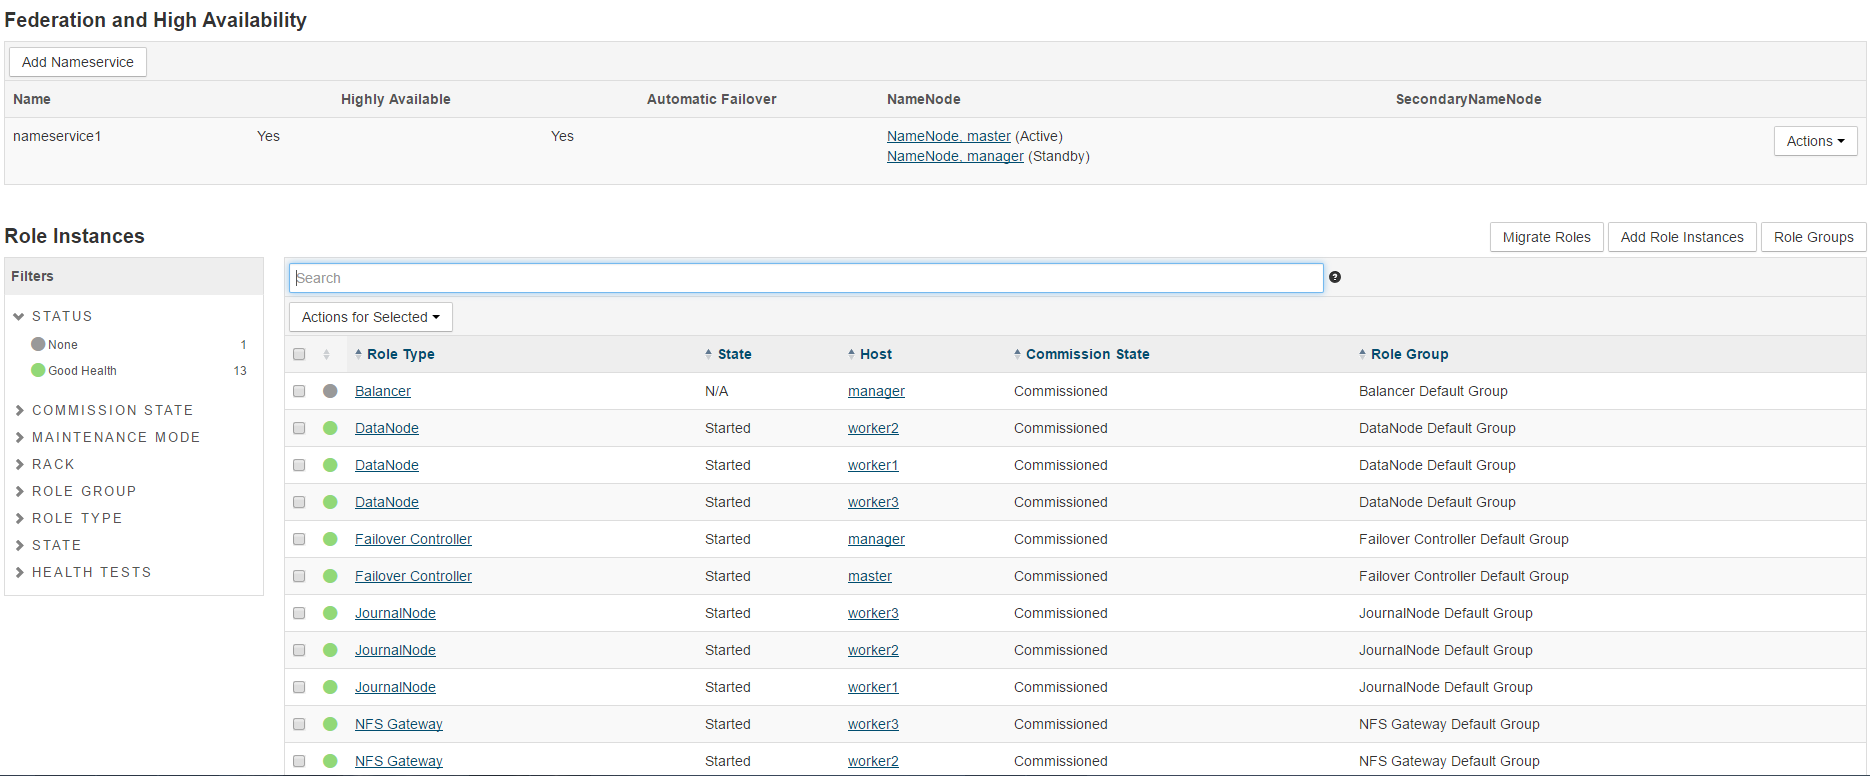 Federation and High Availability
Add Nameservice
Name Highly Available Automatic Failover NameNode SecondaryNameNode
nameservice1 Yes Yes NameNode, master (Active)
NameNode, manager (Standby)
Actions
Role Instances
Migrate Roles Add Role Instances Role Groups
Filters
STATUS
None 1
Good Health 13
COMMISSION STATE
MAINTENANCE MODE
RACK
ROLE GROUP
ROLE TYPE
STATE
HEALTH TESTS
Search ?
Actions for Selected
Role Type State Host Commission State Role Group
Balancer N/A manager Commissioned Balancer Default Group
DataNode Started worker2 Commissioned DataNode Default Group
DataNode Started worker1 Commissioned DataNode Default Group
DataNode Started worker3 Commissioned DataNode Default Group
Failover Controller Started manager Commissioned Failover Controller Default Group
Failover Controller Started master Commissioned Failover Controller Default Group
JournalNode Started worker3 Commissioned JournalNode Default Group
JournalNode Started worker2 Commissioned JournalNode Default Group
JournalNode Started worker1 Commissioned JournalNode Default Group
NFS Gateway Started worker3 Commissioned NFS Gateway Default Group
NFS Gateway Started worker2 Commissioned NFS Gateway Default Group